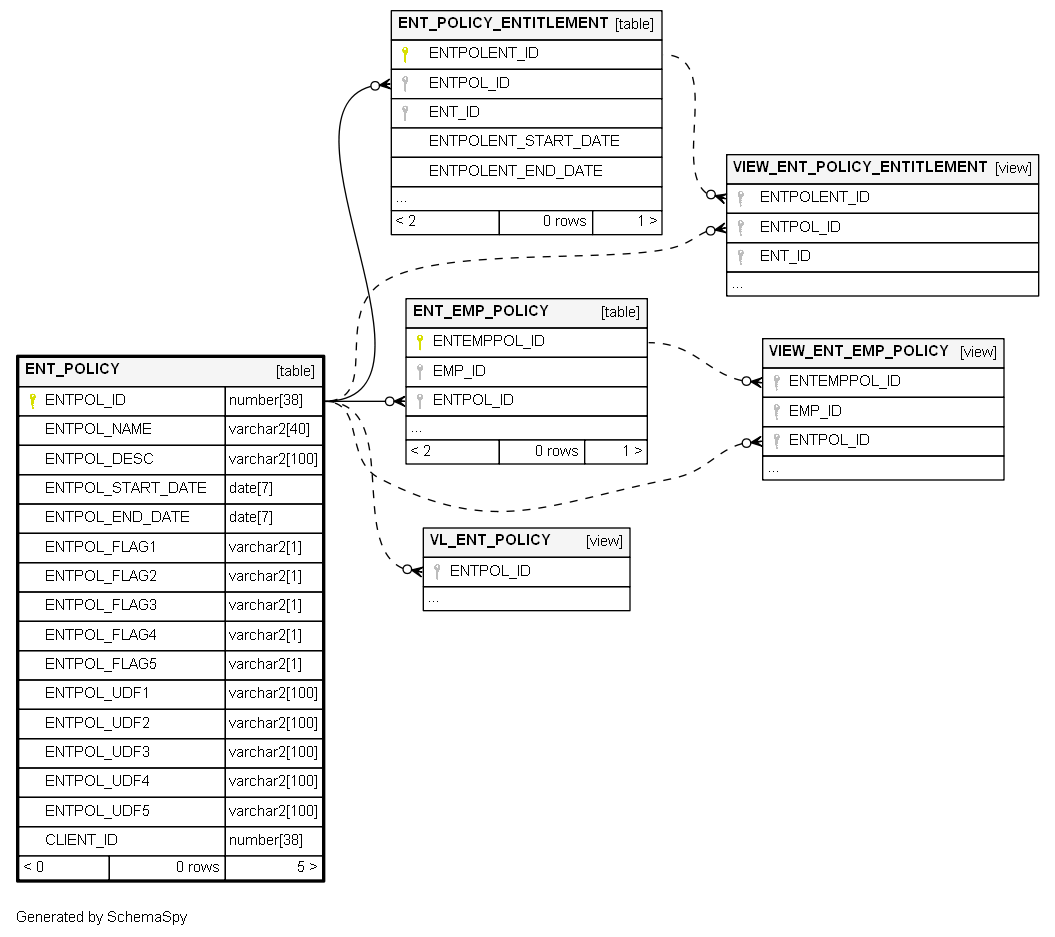 ENT_POLICY_ENTITLEMENT [table]
ENTPOLENT_ID
ENTPOL_ID
ENT_ID
ENTPOLENT_START_DATE
ENTPOLENT_END_DATE
...
< 2 0 rows 1 >
VIEW_ENT_POLICY_ENTITLEMENT [view]
ENTPOLENT_ID
ENTPOL_ID
ENT_ID
...
ENT_EMP_POLICY [table]
ENTEMPPOL_ID
EMP_ID
ENTPOL_ID
...
< 2 0 rows 1 >
VIEW_ENT_EMP_POLICY [view]
ENTEMPPOL_ID
EMP_ID
ENTPOL_ID
...
ENT_POLICY [table]
ENTPOL_ID number[38]
ENTPOL_NAME varchar2[40]
ENTPOL_DESC varchar2[100]
ENTPOL_START_DATE date[7]
ENTPOL_END_DATE date[7]
ENTPOL_FLAG1 varchar2[1]
ENTPOL_FLAG2 varchar2[1]
ENTPOL_FLAG3 varchar2[1]
ENTPOL_FLAG4 varchar2[1]
ENTPOL_FLAG5 varchar2[1]
ENTPOL_UDF1 varchar2[100]
ENTPOL_UDF2 varchar2[100]
ENTPOL_UDF3 varchar2[100]
ENTPOL_UDF4 varchar2[100]
ENTPOL_UDF5 varchar2[100]
CLIENT_ID number[38]
< 0 0 rows 5 >
VL_ENT_POLICY [view]
ENTPOL_ID
...
Generated by SchemaSpy